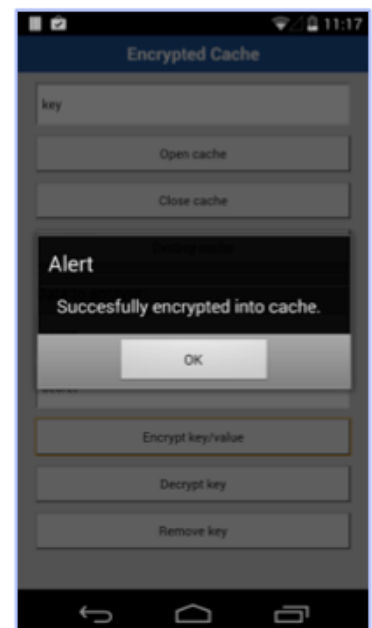 11:17
Encrypted Cache
key
Open cache
Close cache
Alert
Succesfully encrypted into cache.
OK
Encrypt key/value
Decrypt key
Remove key